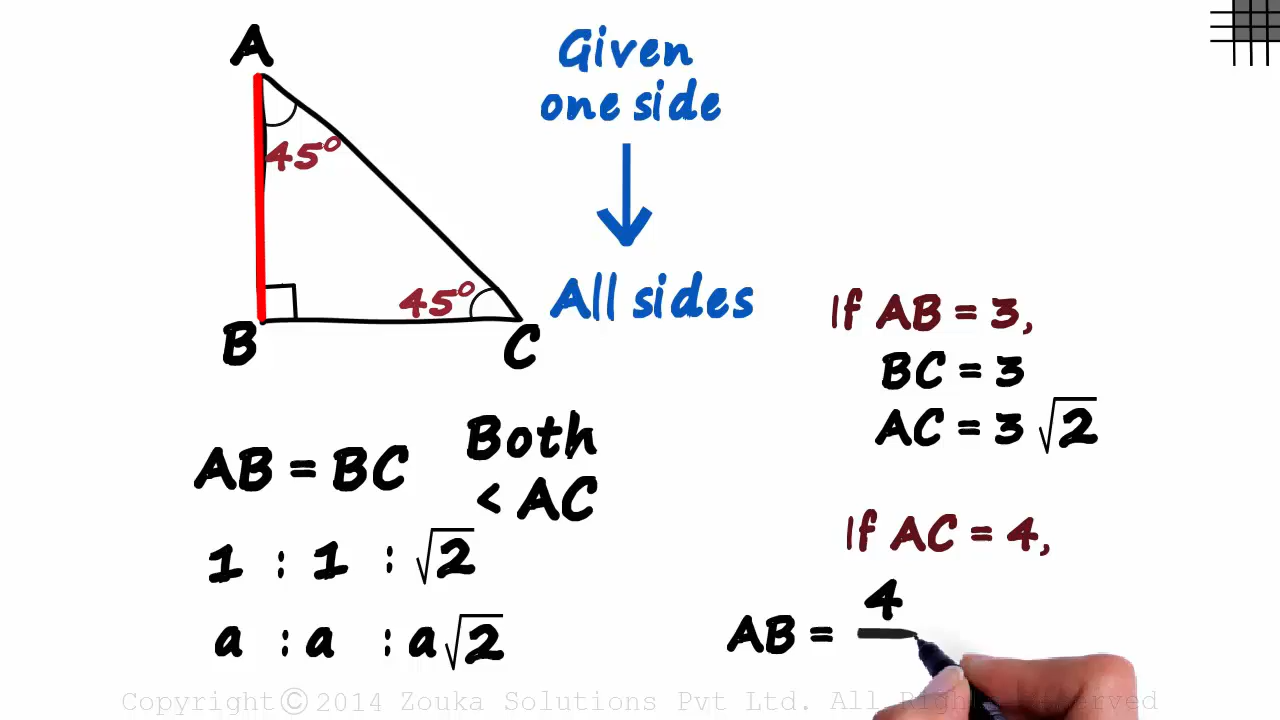 A
45°
45°
B
C
Given
one side
All sides
AB = BC
Both
< AC
1 : 1 : √2
a : a : a√2
If AB = 3,
BC = 3
AC = 3 √2
If AC = 4,
AB = 4
Copyright© 2014 Zouka Solutions Pvt Ltd. All Rights Reserved